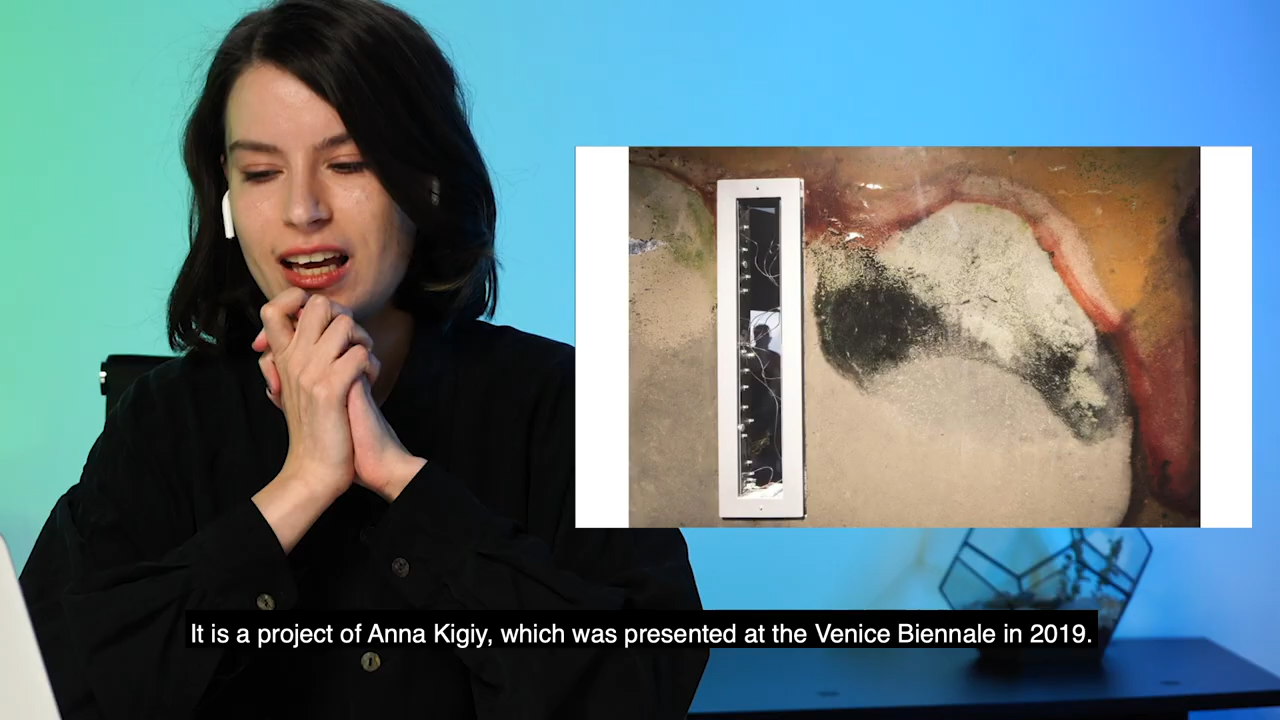 It is a project of Anna Kigiy, which was presented at the Venice Biennale in 2019.